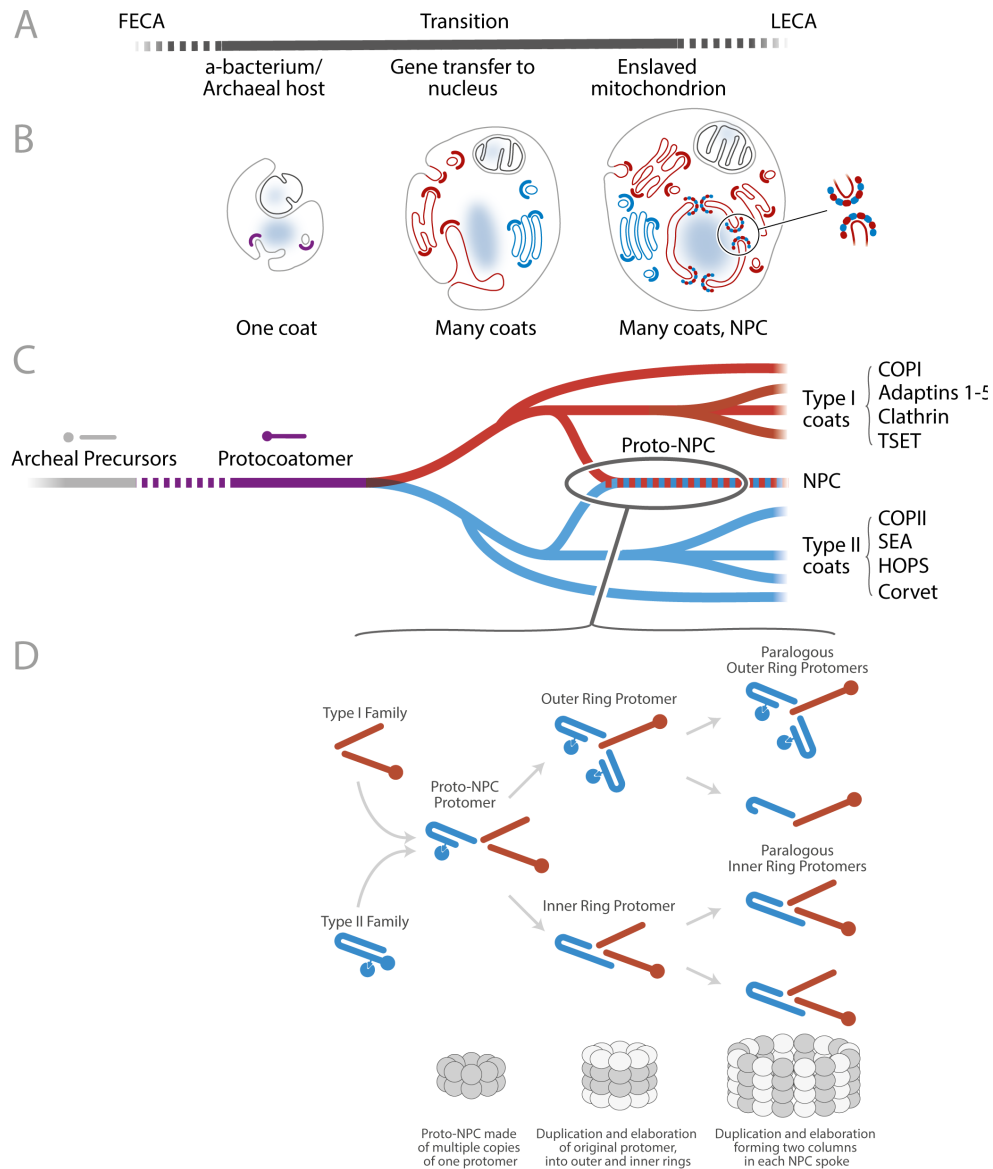 A
FECA
Transition
LECA
a-bacterium/
Archaeal host
Gene transfer to
nucleus
Enslaved
mitochondrion
B
One coat
Many coats
Many coats, NPC
C
Archeal Precursors
Protocoatomer
Proto-NPC
Type I
coats
COPI
Adaptins 1-5
Clathrin
TSET
NPC
Type II
coats
COPII
SEA
HOPS
Corvet
D
Type I Family
Type II Family
Proto-NPC
Protomer
Outer Ring Protomer
Inner Ring Protomer
Paralogous
Outer Ring Protomers
Paralogous
Inner Ring Protomers
Proto-NPC made
of multiple copies
of one protomer
Duplication and elaboration
of original protomer,
into outer and inner rings
Duplication and elaboration
forming two columns
in each NPC spoke